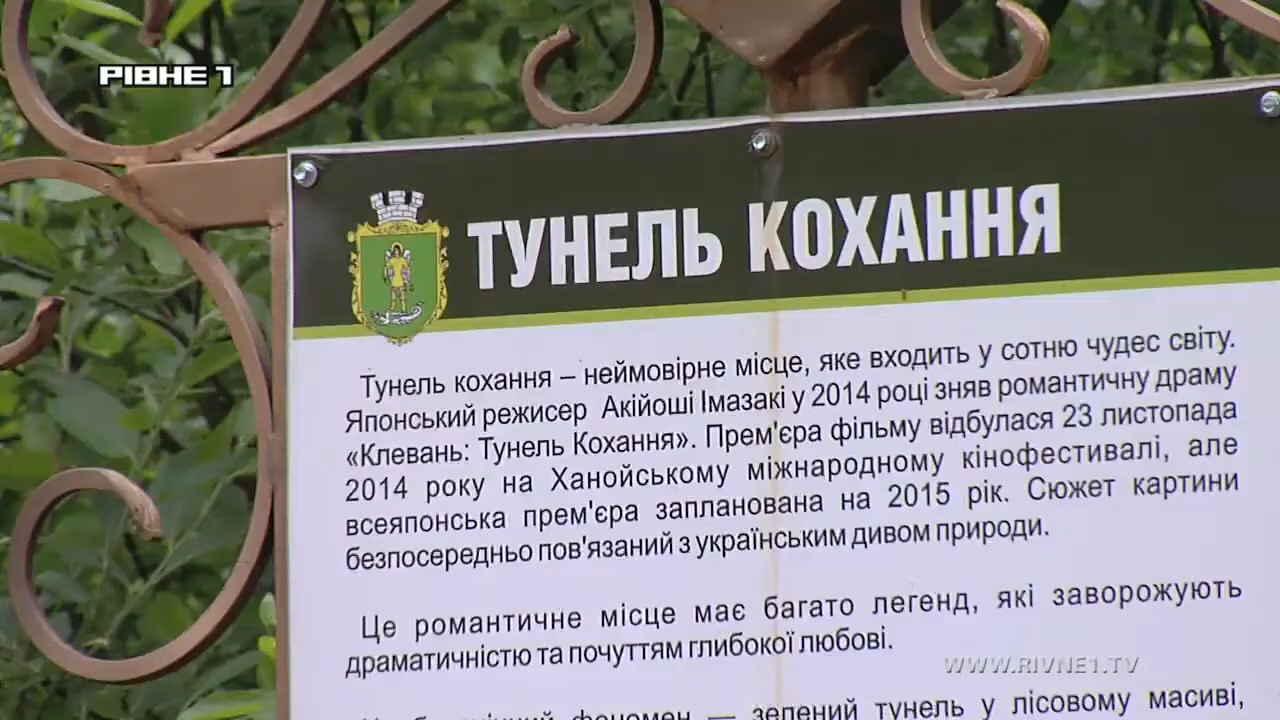 РІВНЕ 1
ТУНЕЛЬ КОХАННЯ
Тунель кохання – неймовірне місце, яке входить у сотню чудес світу.
Японський режисер Акійоші Імазакі у 2014 році зняв романтичну драму
«Клевань: Тунель Кохання». Прем'єра фільму відбулася 23 листопада
2014 року на Ханойському міжнародному кінофестивалі, але
всеяпонська прем'єра запланована на 2015 рік. Сюжет картини
безпосередньо пов'язаний з українським дивом природи.
Це романтичне місце має багато легенд, які заворожують
драматичністю та почуттям глибокої любові.
WWW.RIVNE1.TV
феномен — зелений тунель у лісовому масиві,